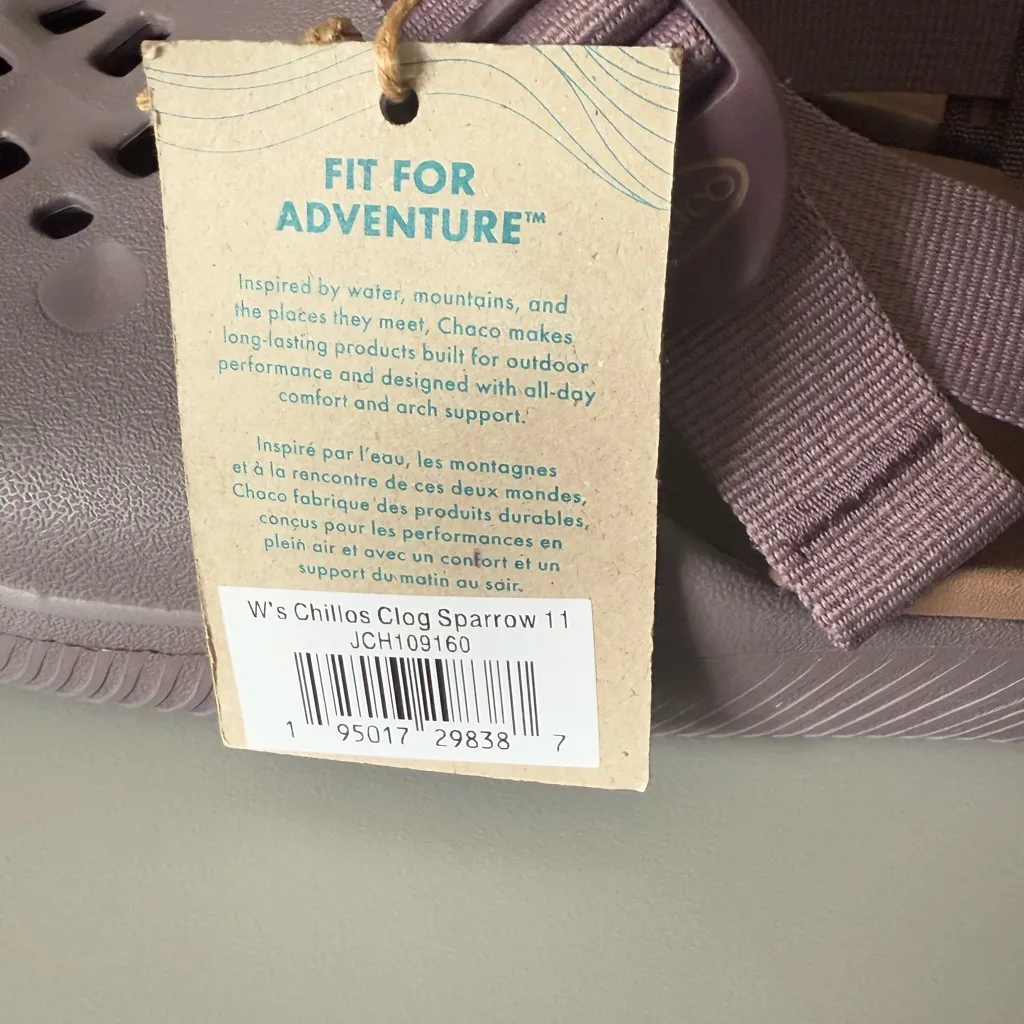 FIT FOR
ADVENTURE™
Inspired by water, mountains, and
the places they meet, Chaco makes
long-lasting products built for outdoor
performance and designed with all-day
comfort and arch support.
Inspiré par l'eau, les montagnes
et à la rencontre de ces deux mondes,
Chaco fabrique des produits durables,
conçus pour les performances en
plein air et avec un confort et un
support du matin au soir.
W's Chillos Clog Sparrow 11
JCH109160
1 95017 29838 7